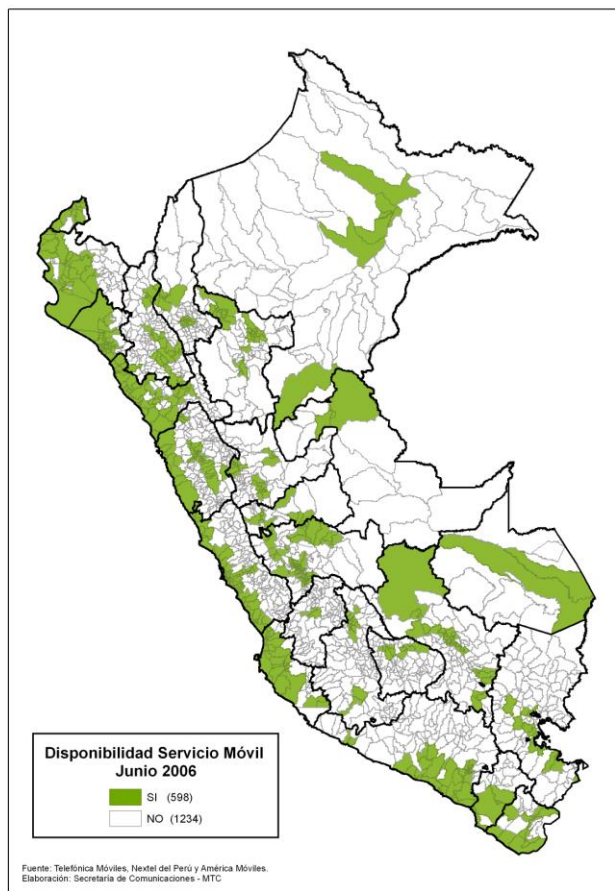 Disponibilidad Servicio Móvil
Junio 2006
SI (598)
NO (1234)
Fuente: Telefónica Móviles, Nextel del Perú y América Móviles.
Elaboración: Secretaría de Comunicaciones - MTC